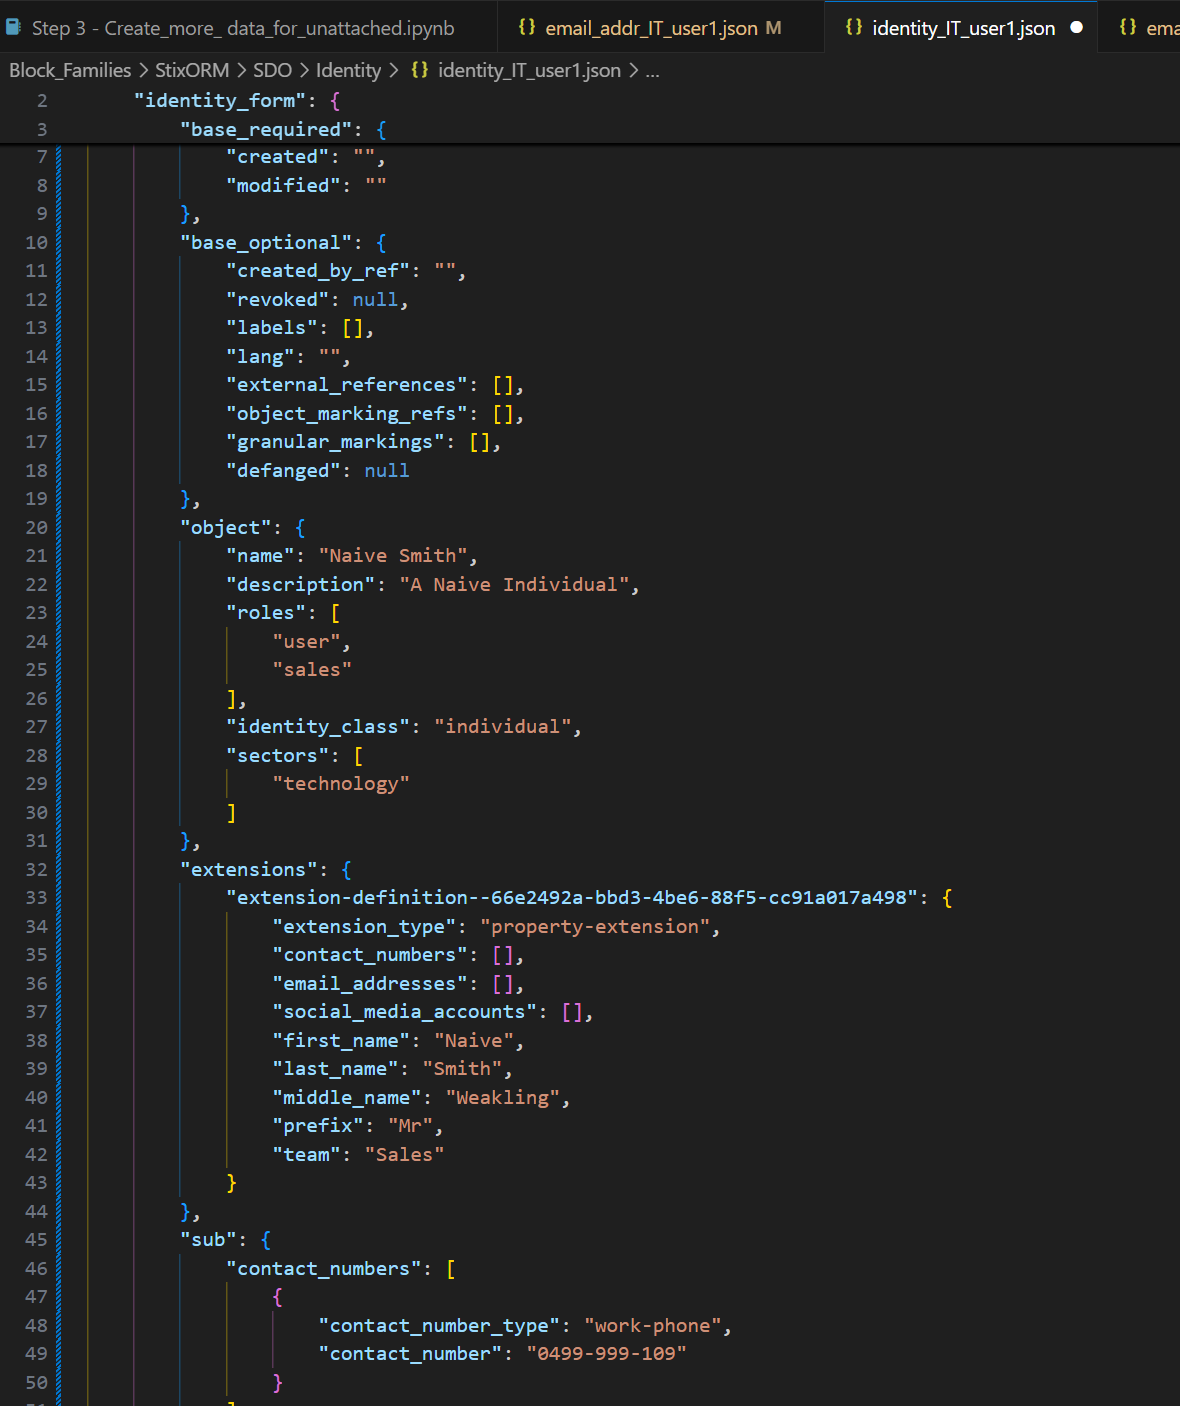 Step 3 - Create_more_ data_for_unattached.ipynb {} email_addr_IT_user1.json M {} identity_IT_user1.json ● {} ema
Block_Families > StixORM > SDO > Identity > {} identity_IT_user1.json > ...
2 "identity_form": {
3 "base_required": {
7 "created": "",
8 "modified": ""
9 },
10 "base_optional": {
11 "created_by_ref": "",
12 "revoked": null,
13 "labels": [],
14 "lang": "",
15 "external_references": [],
16 "object_marking_refs": [],
17 "granular_markings": [],
18 "defanged": null
19 },
20 "object": {
21 "name": "Naive Smith",
22 "description": "A Naive Individual",
23 "roles": [
24 "user",
25 "sales"
26 ],
27 "identity_class": "individual",
28 "sectors": [
29 "technology"
30 ]
31 },
32 "extensions": {
33 "extension-definition--66e2492a-bbd3-4be6-88f5-cc91a017a498": {
34 "extension_type": "property-extension",
35 "contact_numbers": [],
36 "email_addresses": [],
37 "social_media_accounts": [],
38 "first_name": "Naive",
39 "last_name": "Smith",
40 "middle_name": "Weakling",
41 "prefix": "Mr",
42 "team": "Sales"
43 }
44 },
45 "sub": {
46 "contact_numbers": [
47 {
48 "contact_number_type": "work-phone",
49 "contact_number": "0499-999-109"
50 }